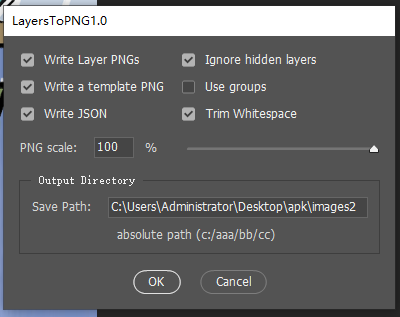 LayersToPNG1.0
Write Layer PNGs Ignore hidden layers
Write a template PNG Use groups
Write JSON Trim Whitespace
PNG scale: 100 %
Output Directory
Save Path: C:\Users\Administrator\Desktop\apk\images2
absolute path (c:/aaa/bb/cc)
OK Cancel